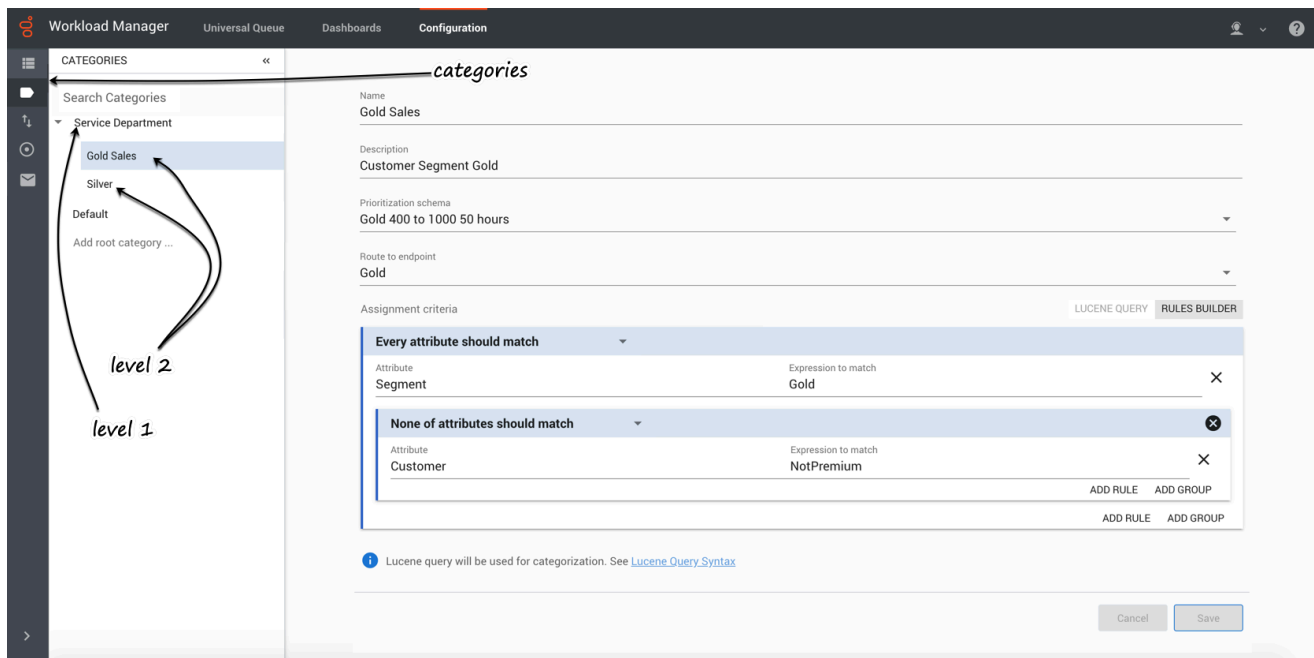 Workload Manager Universal Queue Dashboards Configuration
CATEGORIES «
categories
Search Categories
Service Department
Gold Sales
Silver
Default
Add root category ...
level 2
level 1
Name
Gold Sales
Description
Customer Segment Gold
Prioritization schema
Gold 400 to 1000 50 hours
Route to endpoint
Gold
Assignment criteria LUCENE QUERY RULES BUILDER
Every attribute should match
Attribute Expression to match
Segment Gold
None of attributes should match
Attribute Expression to match
Customer NotPremium
ADD RULE ADD GROUP
ADD RULE ADD GROUP
Lucene query will be used for categorization. See Lucene Query Syntax
Cancel Save